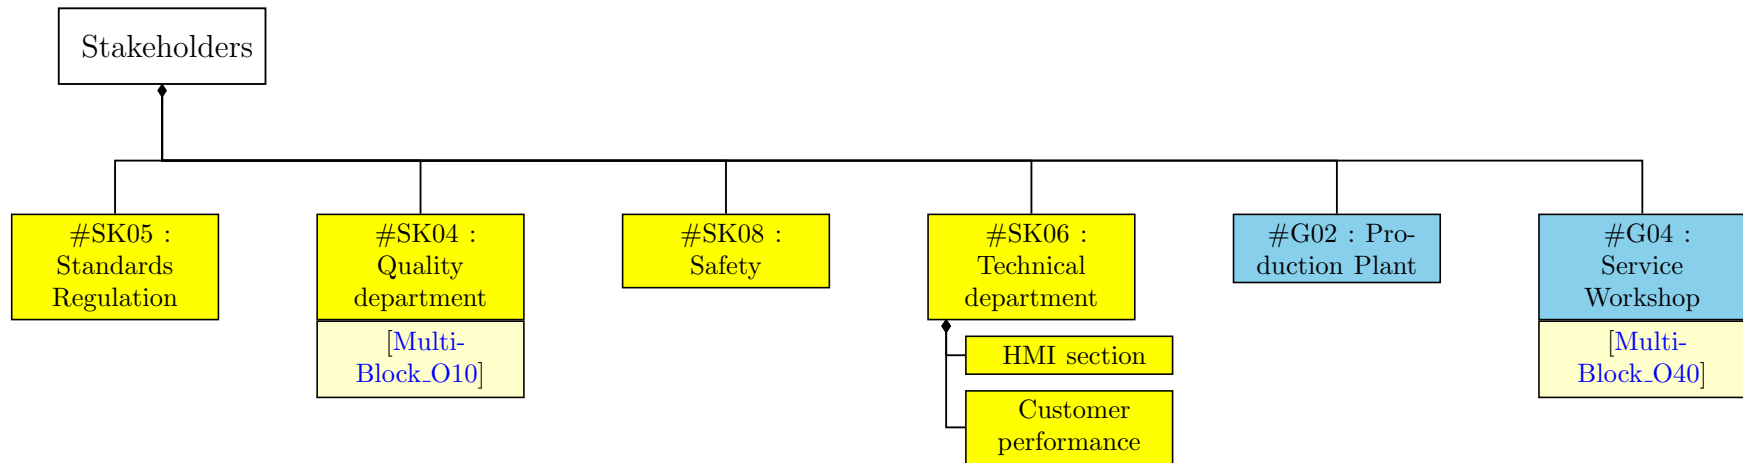 Stakeholders
#SK05 :
Standards
Regulation
#SK04 :
Quality
department
[Multi-
Block_O10]
#SK08 :
Safety
#SK06 :
Technical
department
HMI section
Customer
performance
#G02 : Pro-
duction Plant
#G04 :
Service
Workshop
[Multi-
Block_O40]